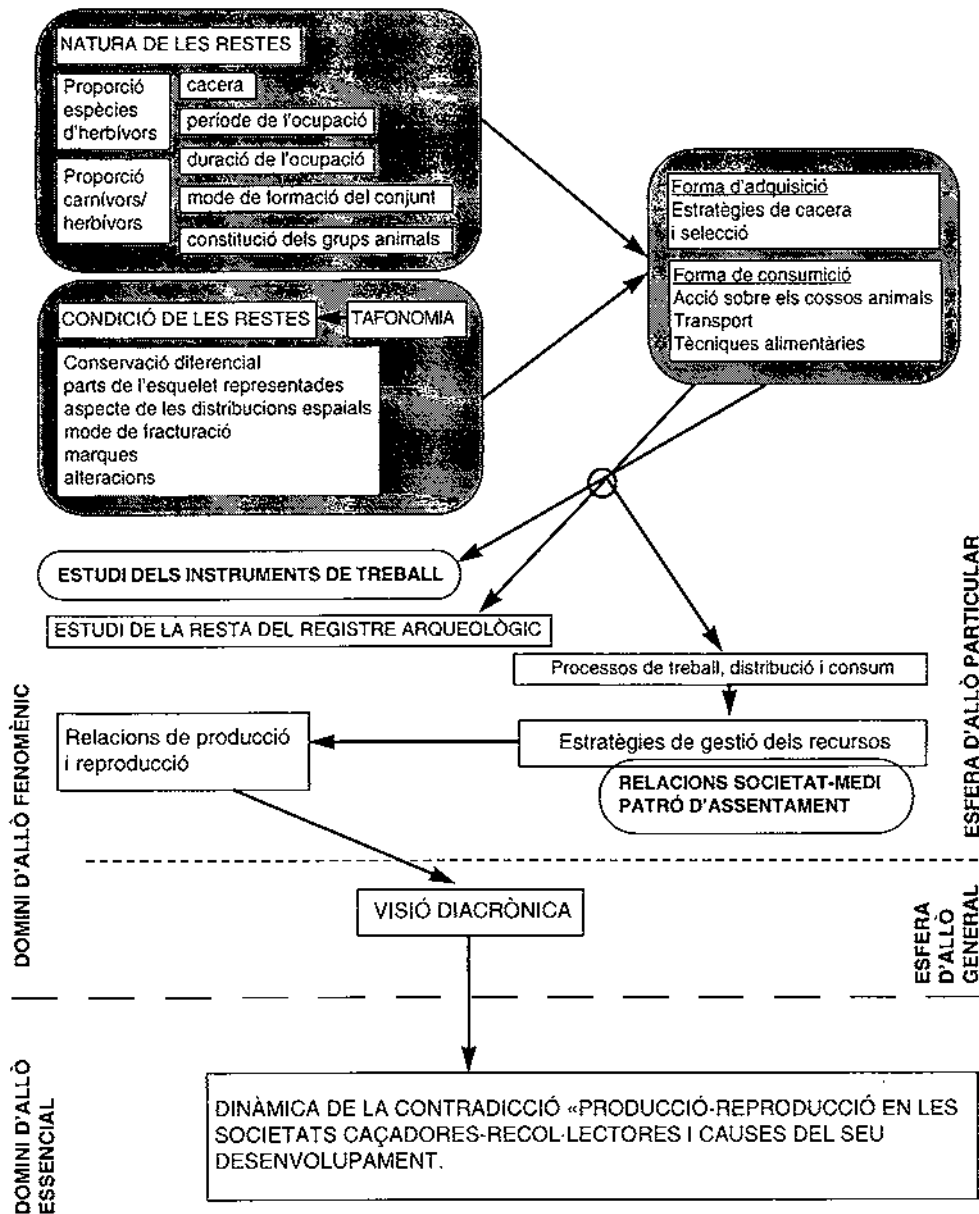 NATURA DE LES RESTES
Proporció
espècies
d'herbívors
Proporció
carnívors/
herbívors
cacera
període de l'ocupació
duració de l'ocupació
mode de formació del conjunt
constitució dels grups animals
CONDICIÓ DE LES RESTES
TAFONOMIA
Conservació diferencial
parts de l'esquelet representades
aspecte de les distribucions espaials
mode de fracturació
marques
alteracions
Forma d'adquisició
Estratègies de cacera
i selecció
Forma de consumició
Acció sobre els cossos animals
Transport
Tècniques alimentàries
ESTUDI DELS INSTRUMENTS DE TREBALL
ESTUDI DE LA RESTA DEL REGISTRE ARQUEOLÒGIC
Processos de treball, distribució i consum
Estratègies de gestió dels recursos
RELACIONS SOCIETAT-MEDI
PATRÓ D'ASSENTAMENT
Relacions de producció
i reproducció
ESFERA D'ALLÒ PARTICULAR
DOMINI D'ALLÒ FENOMÈNIC
VISIÓ DIACRÒNICA
ESFERA
D'ALLÒ
GENERAL
DOMINI D'ALLÒ
ESSENCIAL
DINÀMICA DE LA CONTRADICCIÓ «PRODUCCIÓ-REPRODUCCIÓ EN LES
SOCIETATS CAÇADORES-RECOL·LECTORES I CAUSES DEL SEU
DESENVOLUPAMENT.